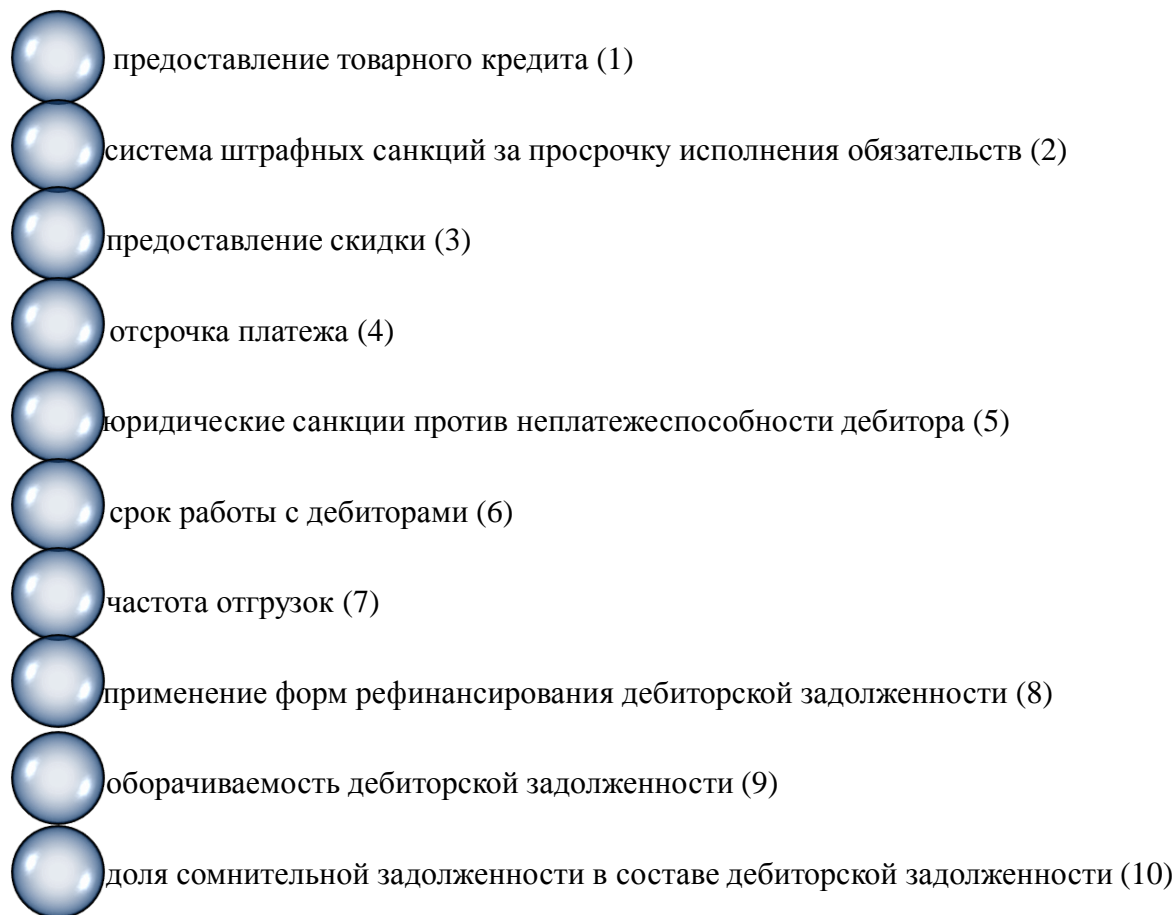 предоставление товарного кредита (1)
система штрафных санкций за просрочку исполнения обязательств (2)
предоставление скидки (3)
отсрочка платежа (4)
юридические санкции против неплатежеспособности дебитора (5)
срок работы с дебиторами (6)
частота отгрузок (7)
применение форм рефинансирования дебиторской задолженности (8)
оборачиваемость дебиторской задолженности (9)
доля сомнительной задолженности в составе дебиторской задолженности (10)